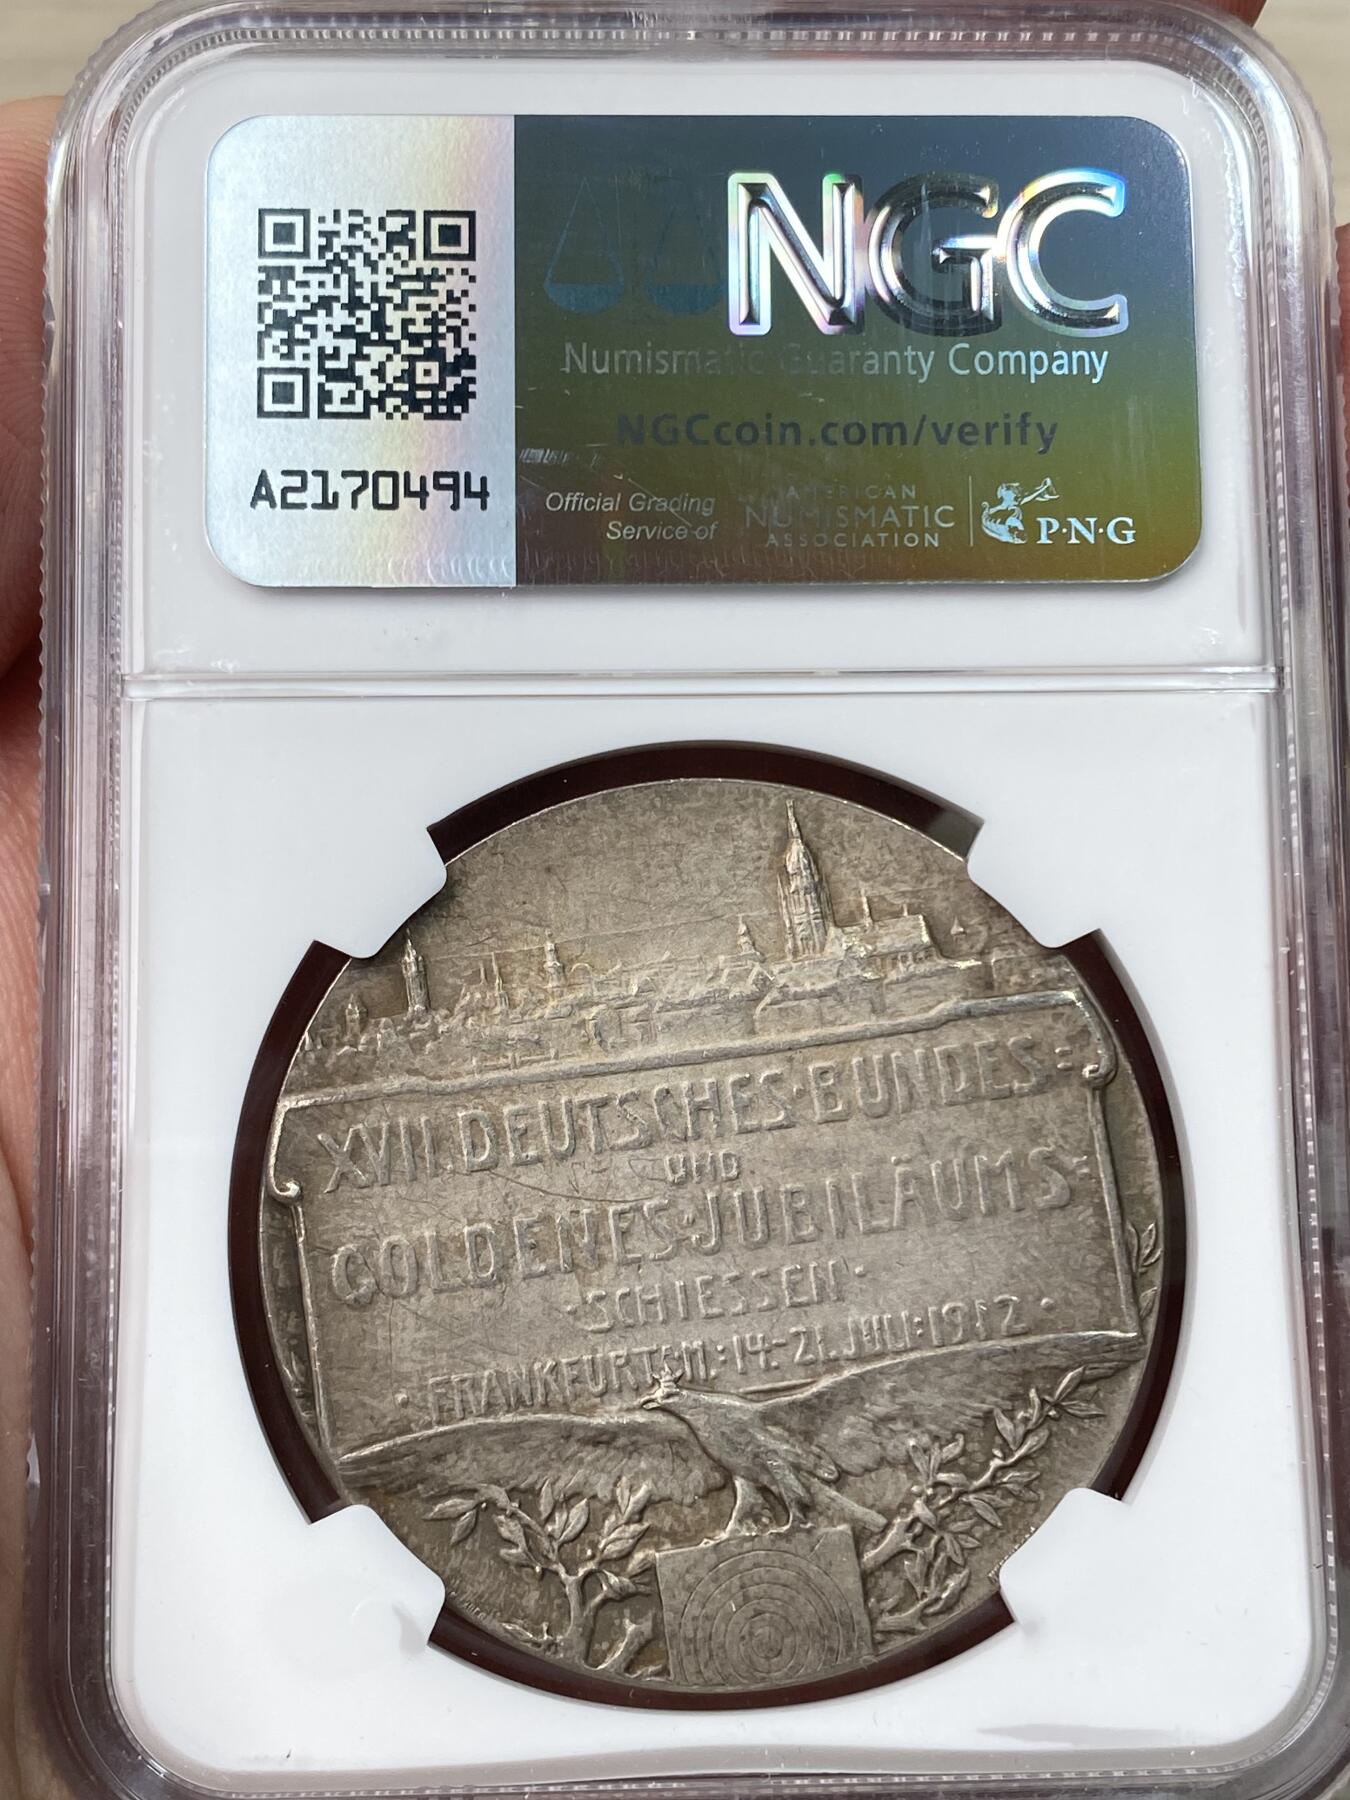 NGC
Numismatic Guaranty Company
NGCcoin.com/verify
A2170494
Official Grading
Service of
AMERICAN
NUMISMATIC
ASSOCIATION
P·N·G
XVII. DEUTSCHES·BUNDES=
UND
GOLDENES·JUBILÄUMS=
·SCHIESSEN·
·FRANKFURT A M:14.-21. JULI:1912·